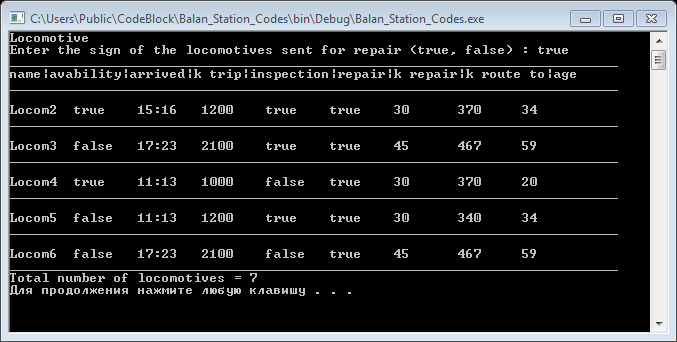 C:\Users\Public\CodeBlock\Balan_Station_Codes\bin\Debug\Balan_Station_Codes.exe
Locomotive
Enter the sign of the locomotives sent for repair (true, false) : true
name|avability|arrived|k trip|inspection|repair|k repair|k route to|age
Locom2 true 15:16 1200 true true 30 370 34
Locom3 false 17:23 2100 true true 45 467 59
Locom4 true 11:13 1000 false true 30 370 20
Locom5 false 11:13 1200 true true 30 340 34
Locom6 false 17:23 2100 false true 45 467 59
Total number of locomotives = 7
Для продолжения нажмите любую клавишу . . .